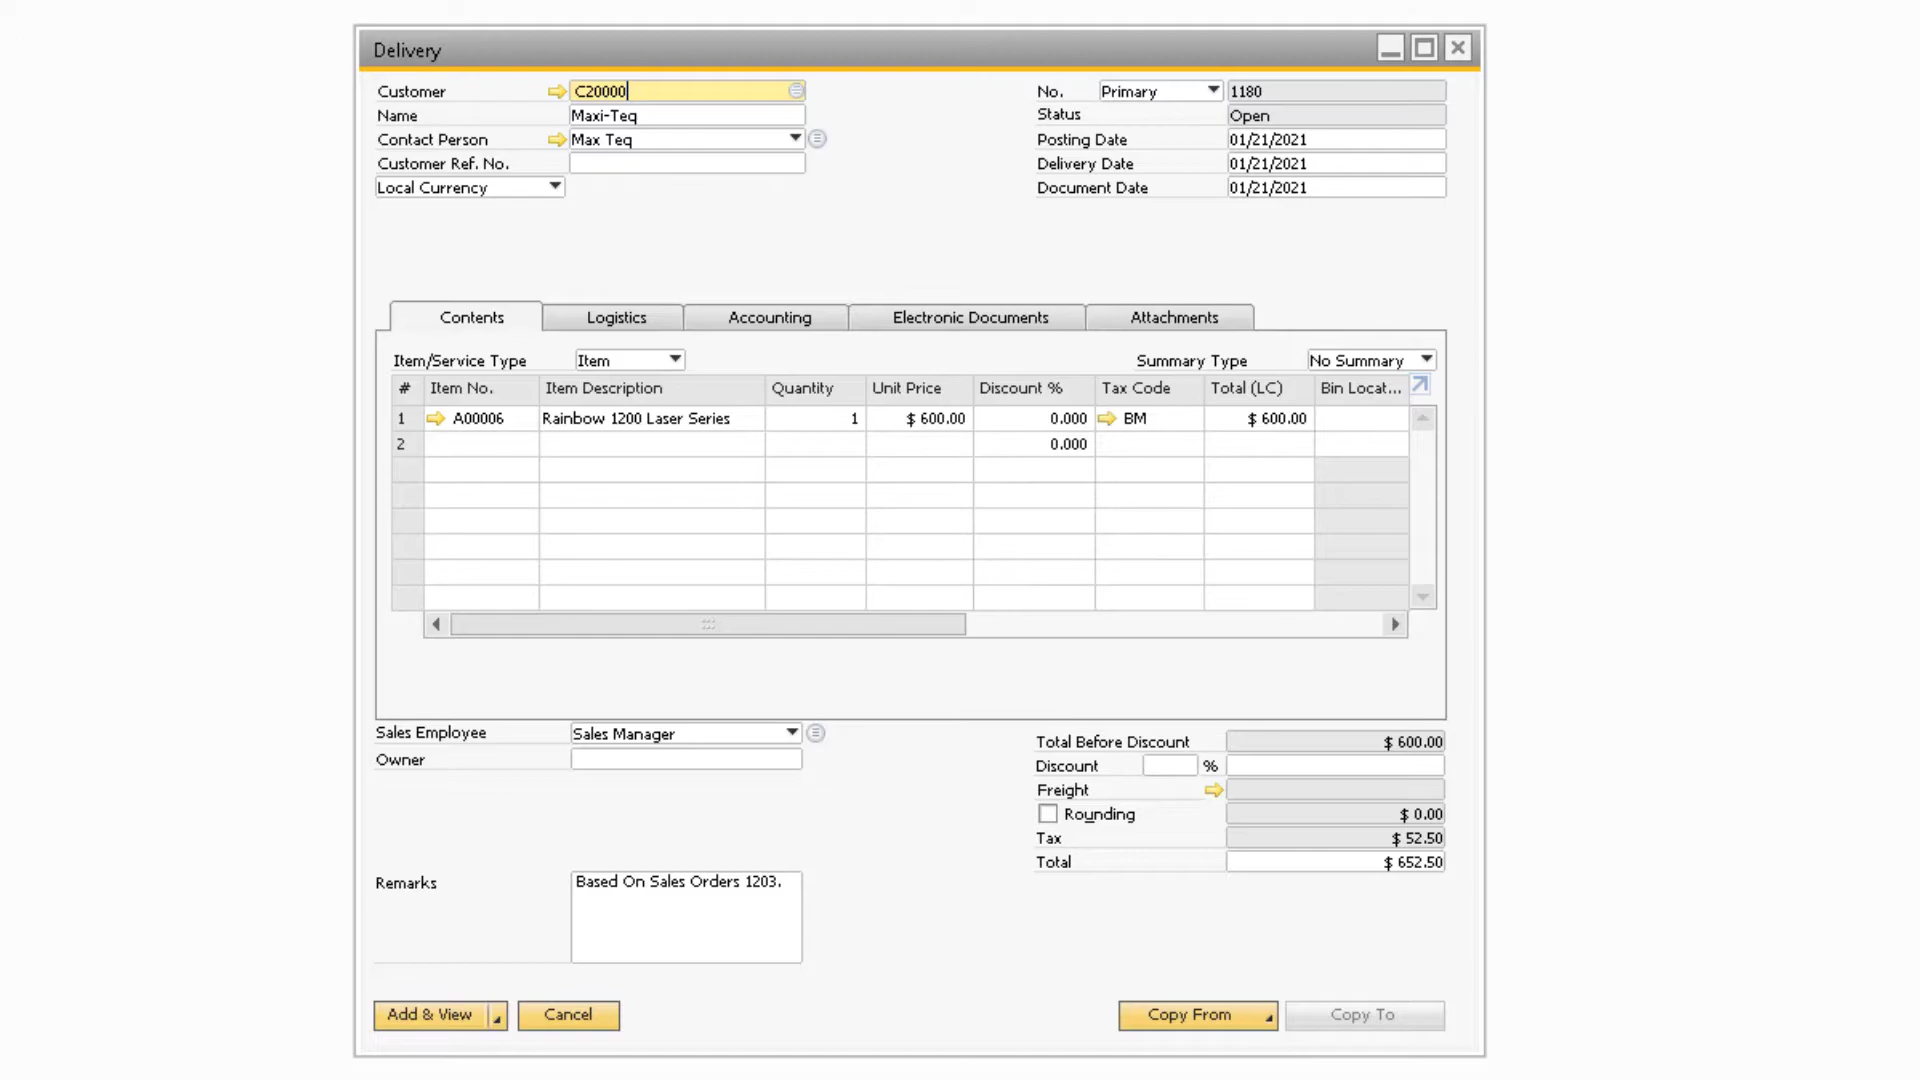 Delivery
Customer C20000 No. Primary 1180
Name Maxi-Teq Status Open
Contact Person Max Teq Posting Date 01/21/2021
Customer Ref. No. Delivery Date 01/21/2021
Local Currency Document Date 01/21/2021
Contents Logistics Accounting Electronic Documents Attachments
Item/Service Type Item Summary Type No Summary
# Item No. Item Description Quantity Unit Price Discount % Tax Code Total (LC) Bin Locat...
1 A00006 Rainbow 1200 Laser Series 1 $ 600.00 0.000 BM $ 600.00
2 0.000
Sales Employee Sales Manager
Owner
Total Before Discount $ 600.00
Discount %
Freight
Rounding $ 0.00
Tax $ 52.50
Total $ 652.50
Remarks Based On Sales Orders 1203.
Add & View Cancel Copy From Copy To